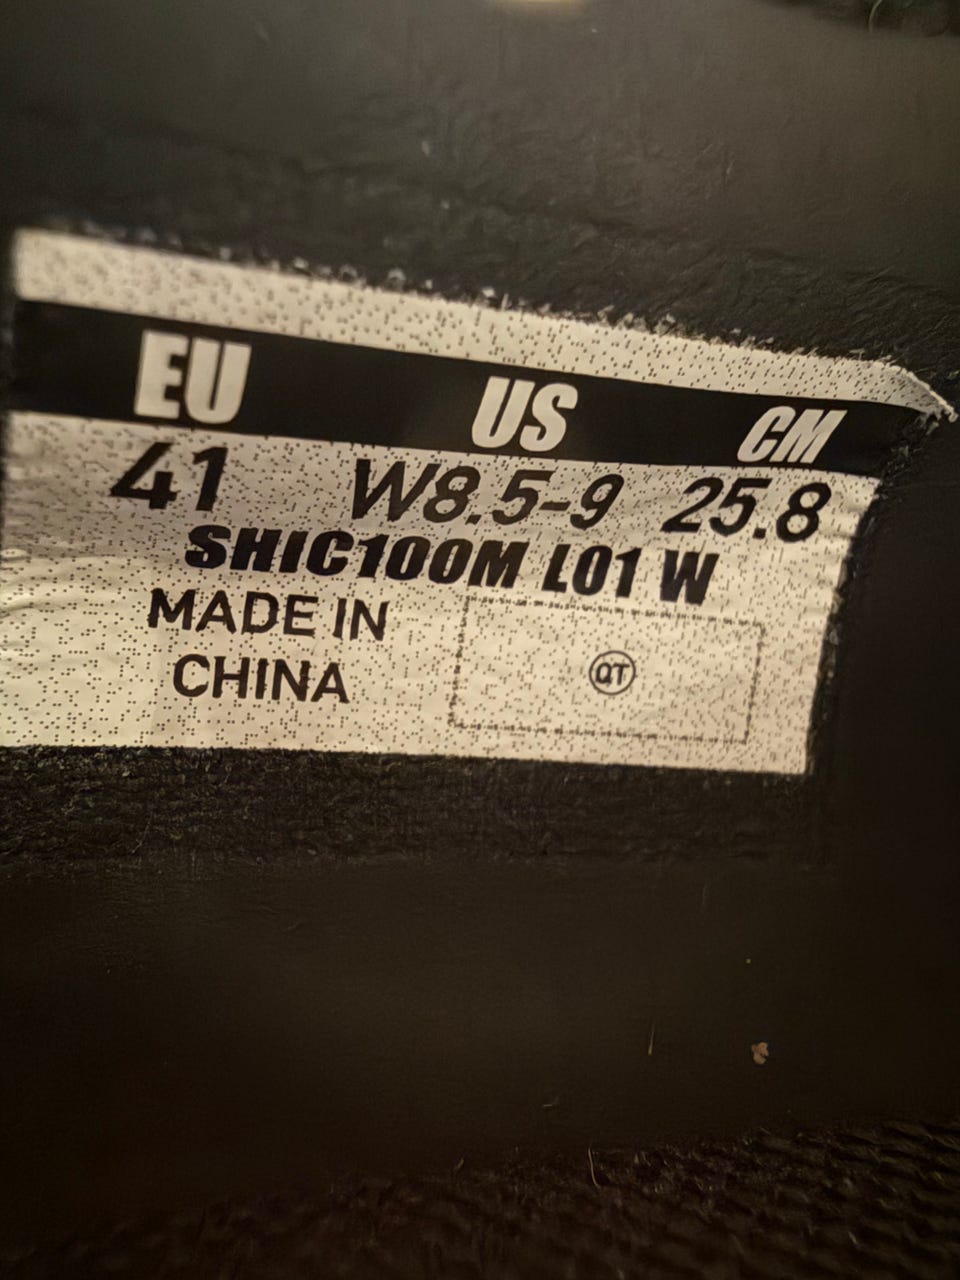 EU US CM
41 W8.5-9 25.8
SHIC100M L01 W
MADE IN
CHINA
QT